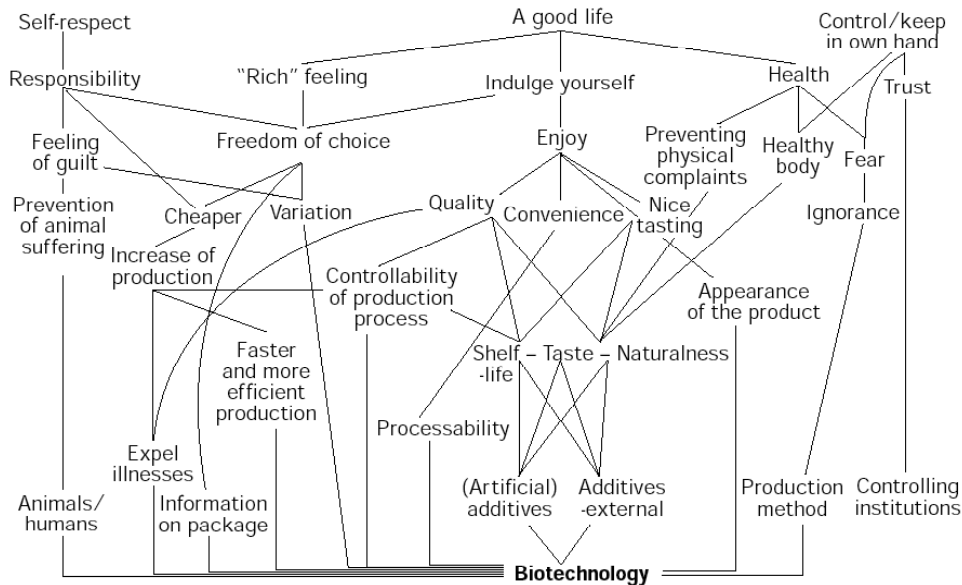 Self-respect
A good life
Control/keep
in own hand
Responsibility
“Rich” feeling
Indulge yourself
Health
Trust
Feeling
of guilt
Freedom of choice
Enjoy
Preventing
physical
complaints
Healthy
body
Fear
Prevention
of animal
suffering
Cheaper
Variation
Quality
Convenience
Nice
tasting
Ignorance
Increase of
production
Controllability
of production
process
Appearance
of the product
Faster
and more
efficient
production
Shelf – Taste – Naturalness
-life
Processability
Expel
illnesses
Animals/
humans
Information
on package
(Artificial)
additives
Additives
-external
Production
method
Controlling
institutions
Biotechnology